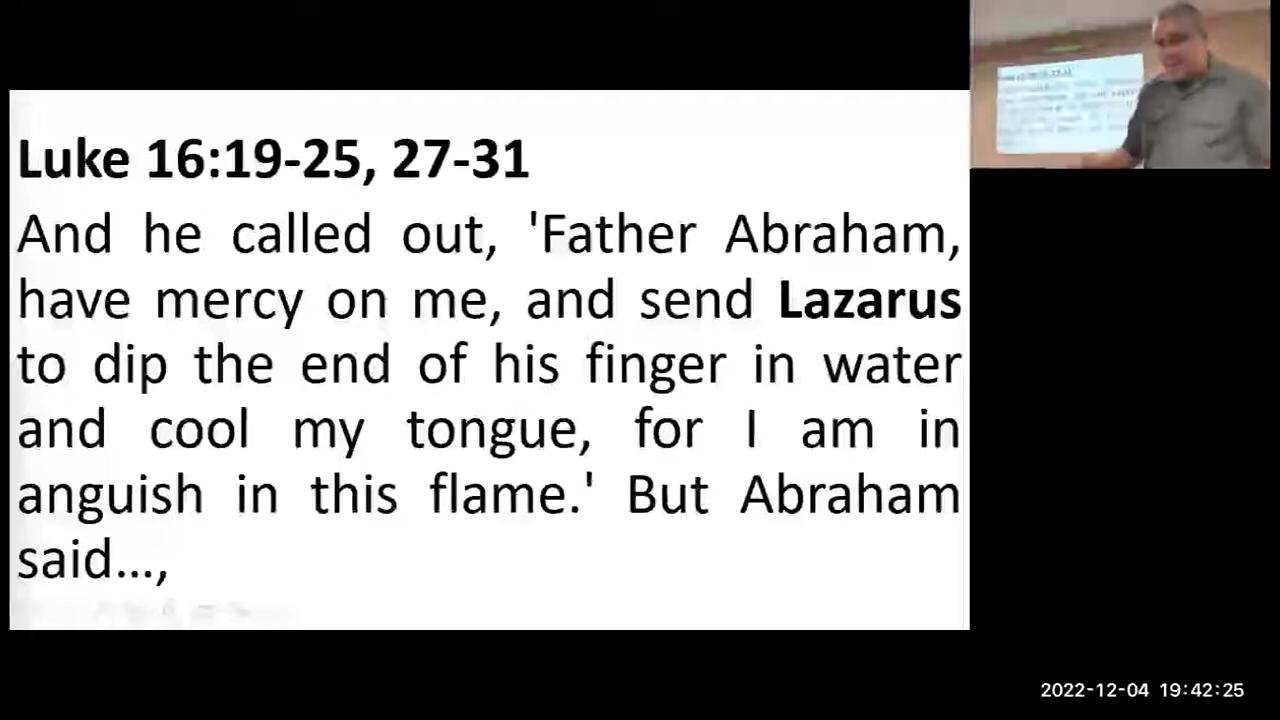 Luke 16:19-25, 27-31
And he called out, 'Father Abraham,
have mercy on me, and send Lazarus
to dip the end of his finger in water
and cool my tongue, for I am in
anguish in this flame.' But Abraham
said...,
2022-12-04 19:42:25